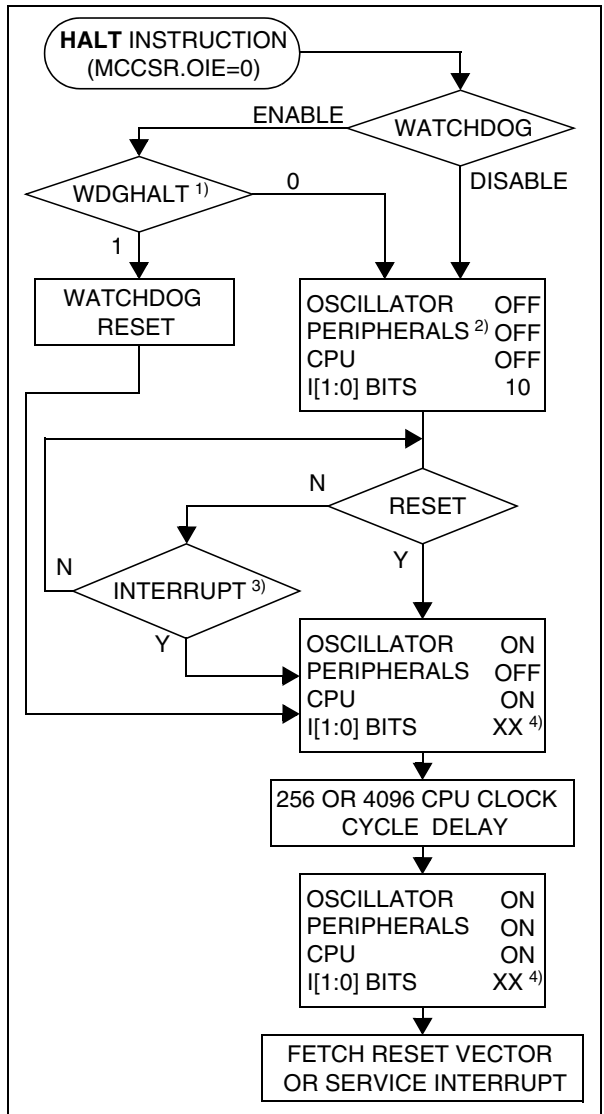 HALT INSTRUCTION
(MCCSR.OIE=0)
ENABLE
WATCHDOG
WDGHALT 1)
0
DISABLE
1
WATCHDOG
RESET
OSCILLATOR OFF
PERIPHERALS 2) OFF
CPU OFF
I[1:0] BITS 10
N
RESET
Y
N
INTERRUPT 3)
Y
OSCILLATOR ON
PERIPHERALS OFF
CPU ON
I[1:0] BITS XX 4)
256 OR 4096 CPU CLOCK
CYCLE DELAY
OSCILLATOR ON
PERIPHERALS ON
CPU ON
I[1:0] BITS XX 4)
FETCH RESET VECTOR
OR SERVICE INTERRUPT